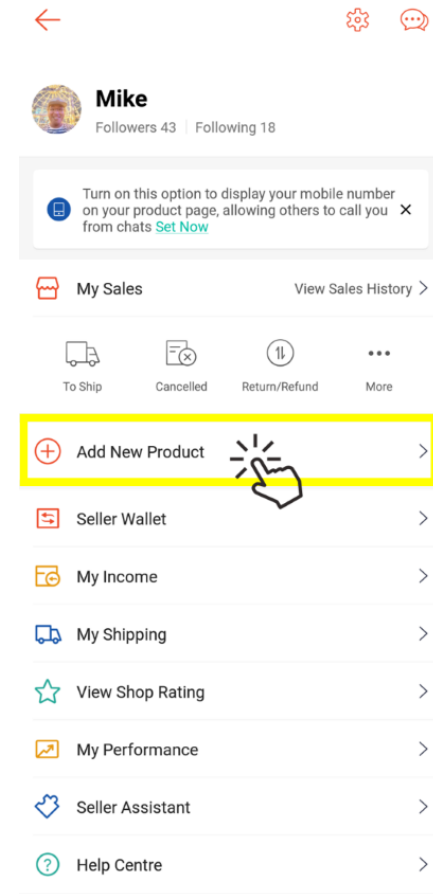 Mike
Followers 43 Following 18
Turn on this option to display your mobile number
on your product page, allowing others to call you
from chats Set Now
My Sales View Sales History
To Ship Cancelled Return/Refund More
Add New Product
Seller Wallet
My Income
My Shipping
View Shop Rating
My Performance
Seller Assistant
Help Centre